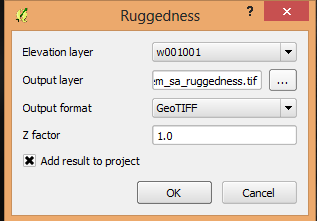 Ruggedness
?
Elevation layer w001001
Output layer em_sa_ruggedness.tif ...
Output format GeoTIFF
Z factor 1.0
Add result to project
OK Cancel